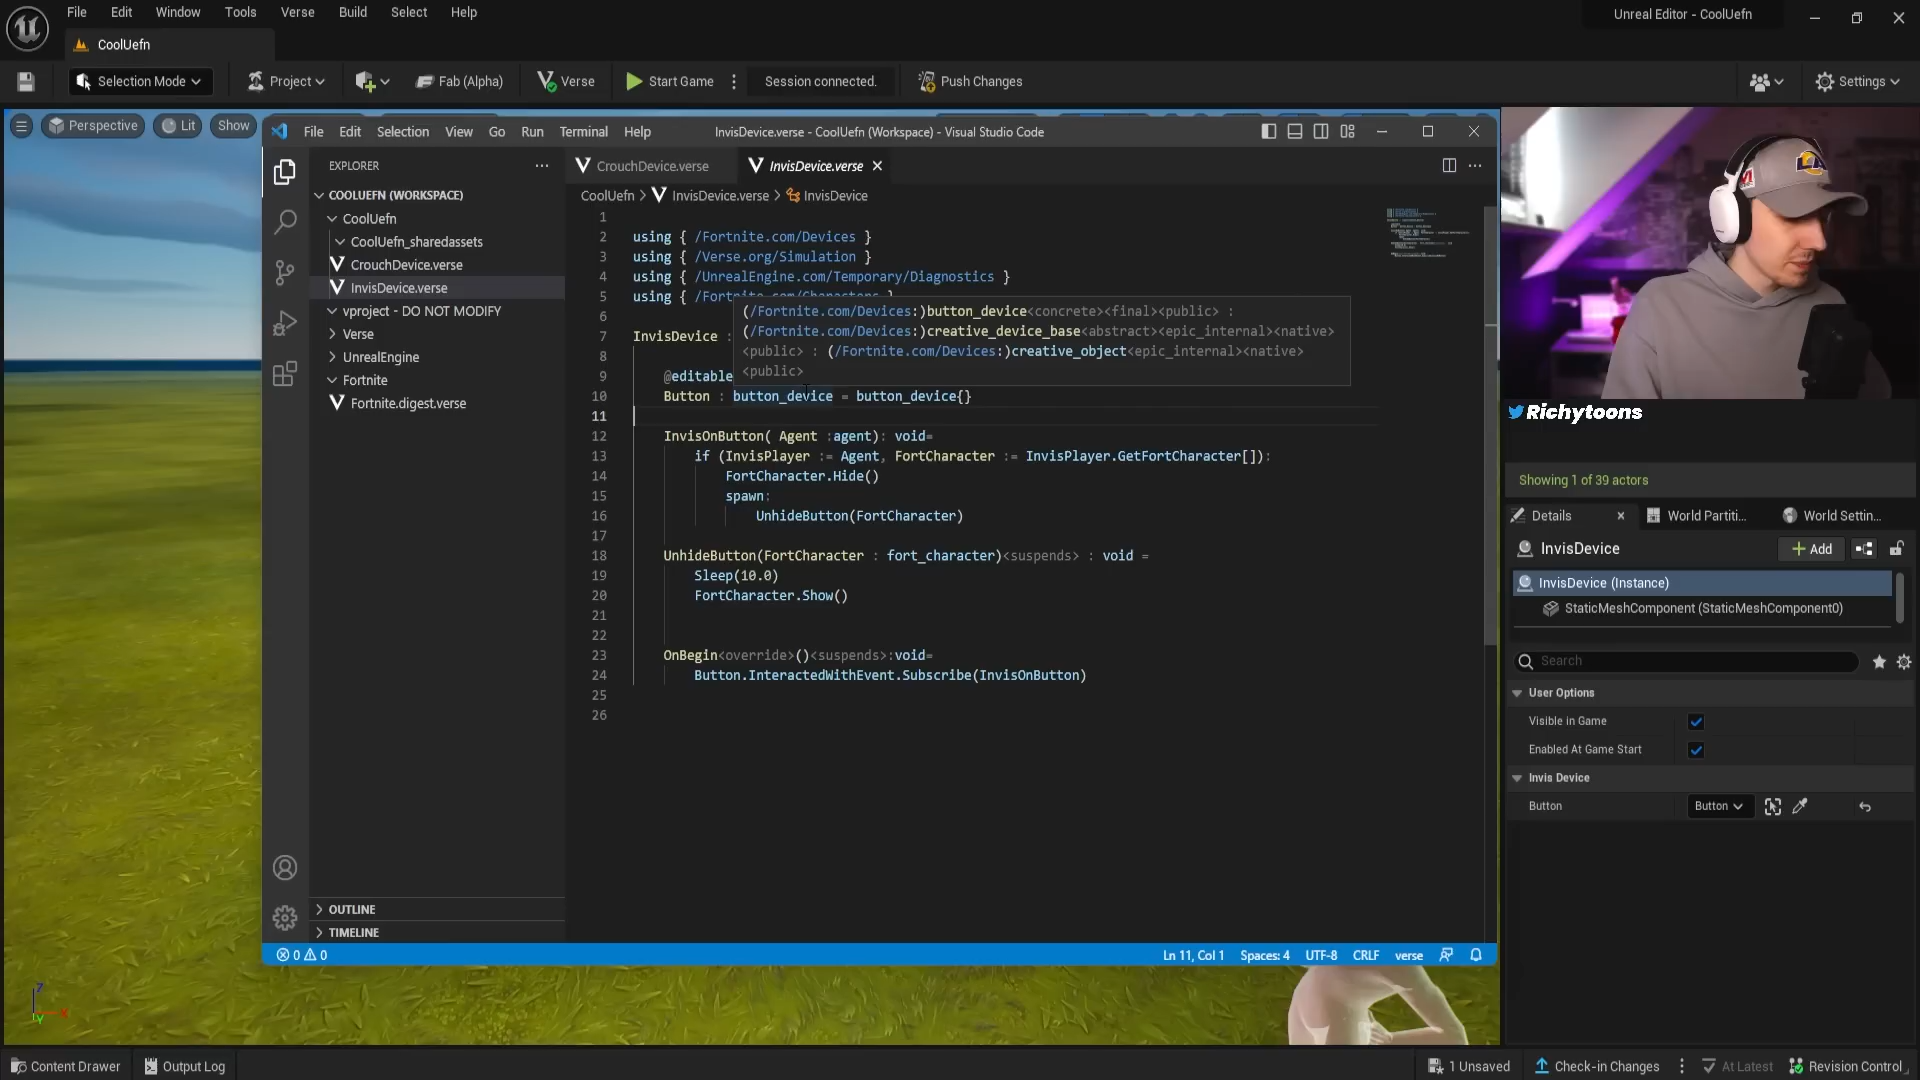 File Edit Window Tools Verse Build Select Help
Unreal Editor - CoolUefn
CoolUefn
Selection Mode
Project
Fab (Alpha)
Verse
Start Game
Session connected.
Push Changes
Settings
Perspective
Lit
Show
File Edit Selection View Go Run Terminal Help
InvisDevice.verse - CoolUefn (Workspace) - Visual Studio Code
EXPLORER
COOLUEFN (WORKSPACE)
CoolUefn
CoolUefn_sharedassets
CrouchDevice.verse
InvisDevice.verse
vproject - DO NOT MODIFY
Verse
UnrealEngine
Fortnite
Fortnite.digest.verse
OUTLINE
TIMELINE
CrouchDevice.verse
InvisDevice.verse
CoolUefn > InvisDevice.verse > InvisDevice
1
2 using { /Fortnite.com/Devices }
3 using { /Verse.org/Simulation }
4 using { /UnrealEngine.com/Temporary/Diagnostics }
5 using { /Fortnite.com/Characters }
6
7 InvisDevice :
8
9 @editable
10 Button : button_device = button_device{}
11
12 InvisOnButton( Agent :agent): void=
13 if (InvisPlayer := Agent, FortCharacter := InvisPlayer.GetFortCharacter[]):
14 FortCharacter.Hide()
15 spawn:
16 UnhideButton(FortCharacter)
17
18 UnhideButton(FortCharacter : fort_character)<suspends> : void =
19 Sleep(10.0)
20 FortCharacter.Show()
21
22
23 OnBegin<override>()<suspends>:void=
24 Button.InteractedWithEvent.Subscribe(InvisOnButton)
25
26
(/Fortnite.com/Devices:)button_device<concrete><final><public> :
(/Fortnite.com/Devices:)creative_device_base<abstract><epic_internal><native>
<public> : (/Fortnite.com/Devices:)creative_object<epic_internal><native>
<public>
0 0
Ln 11, Col 1
Spaces: 4
UTF-8
CRLF
verse
Richytoons
Showing 1 of 39 actors
Details
World Partiti...
World Settin...
InvisDevice
Add
InvisDevice (Instance)
StaticMeshComponent (StaticMeshComponent0)
Search
User Options
Visible in Game
Enabled At Game Start
Invis Device
Button
Button
Z
X
Y
Content Drawer
Output Log
1 Unsaved
Check-in Changes
At Latest
Revision Control